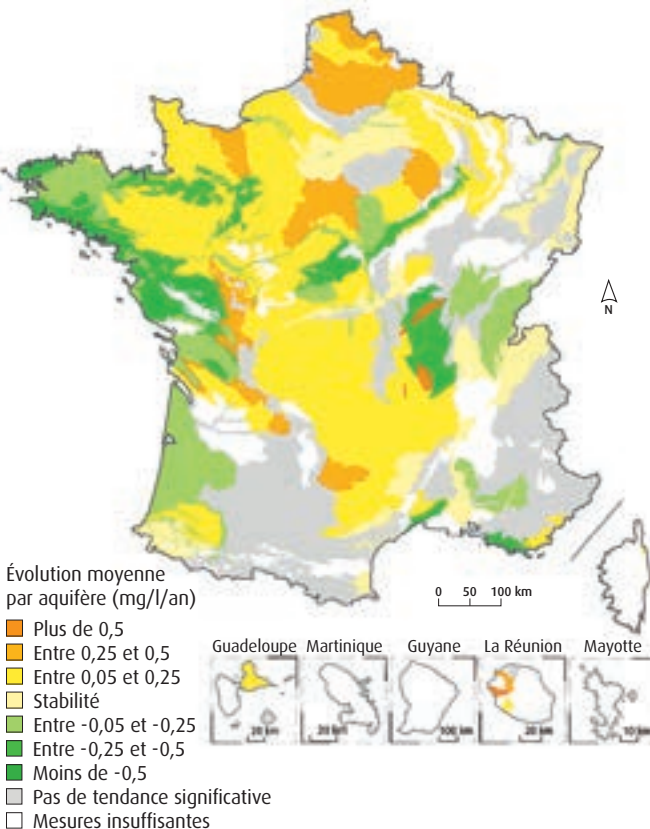 N
Évolution moyenne
par aquifère (mg/l/an)
Plus de 0,5
Entre 0,25 et 0,5
Entre 0,05 et 0,25
Stabilité
Entre -0,05 et -0,25
Entre -0,25 et -0,5
Moins de -0,5
Pas de tendance significative
Mesures insuffisantes
0 50 100 km
Guadeloupe Martinique Guyane La Réunion Mayotte
20 km 20 km 100 km 20 km 10 km